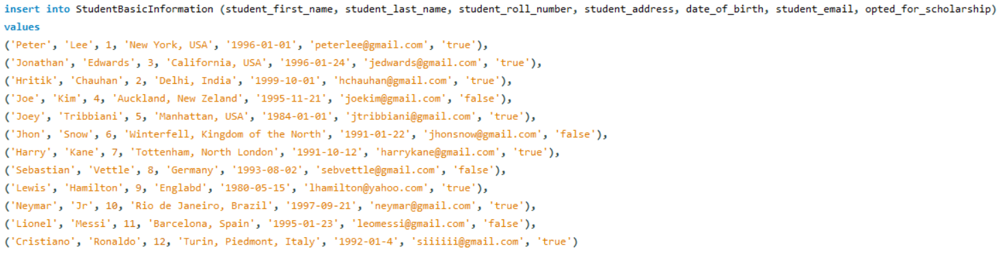 insert into StudentBasicInformation (student_first_name, student_last_name, student_roll_number, student_address, date_of_birth, student_email, opted_for_scholarship)
values
('Peter', 'Lee', 1, 'New York, USA', '1996-01-01', 'peterlee@gmail.com', 'true'),
('Jonathan', 'Edwards', 3, 'California, USA', '1996-01-24', 'jedwards@gmail.com', 'true'),
('Hritik', 'Chauhan', 2, 'Delhi, India', '1999-10-01', 'hchauhan@gmail.com', 'true'),
('Joe', 'Kim', 4, 'Auckland, New Zeland', '1995-11-21', 'joekim@gmail.com', 'false'),
('Joey', 'Tribbiani', 5, 'Manhattan, USA', '1984-01-01', 'jtribbiani@gmail.com', 'true'),
('Jhon', 'Snow', 6, 'Winterfell, Kingdom of the North', '1991-01-22', 'jhonsnow@gmail.com', 'false'),
('Harry', 'Kane', 7, 'Tottenham, North London', '1991-10-12', 'harrykane@gmail.com', 'true'),
('Sebastian', 'Vettle', 8, 'Germany', '1993-08-02', 'sebvettle@gmail.com', 'false'),
('Lewis', 'Hamilton', 9, 'Englabd', '1980-05-15', 'lhamilton@yahoo.com', 'true'),
('Neymar', 'Jr', 10, 'Rio de Janeiro, Brazil', '1997-09-21', 'neymar@gmail.com', 'true'),
('Lionel', 'Messi', 11, 'Barcelona, Spain', '1995-01-23', 'leomessi@gmail.com', 'false'),
('Cristiano', 'Ronaldo', 12, 'Turin, Piedmont, Italy', '1992-01-4', 'siiiiii@gmail.com', 'true')